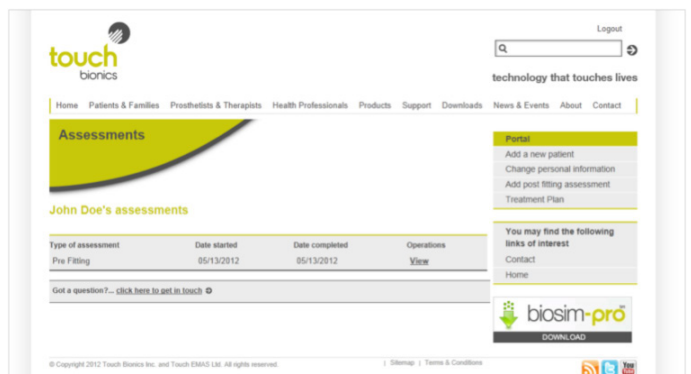 Logout
touch
bionics
technology that touches lives
Home Patients & Families Prosthetists & Therapists Health Professionals Products Support Downloads News & Events About Contact
Assessments
John Doe's assessments
Type of assessment Date started Date completed Operations
Pre Fitting 05/13/2012 05/13/2012 View
Got a question?... click here to get in touch
Portal
Add a new patient
Change personal information
Add post fitting assessment
Treatment Plan
You may find the following
links of interest
Contact
Home
biosim-pro
DOWNLOAD
© Copyright 2012 Touch Bionics Inc. and Touch EMAS Ltd. All rights reserved. | Sitemap | Terms & Conditions
You